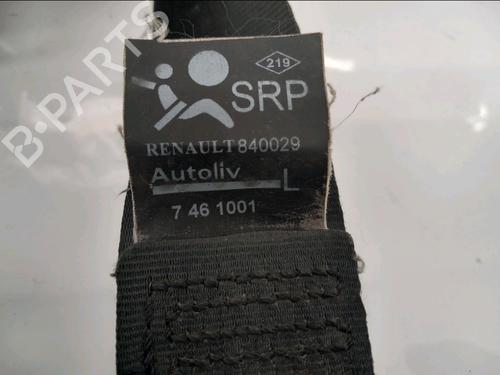 219
SRP
RENAULT 840029
Autoliv L
7 46 1001
B-PARTS